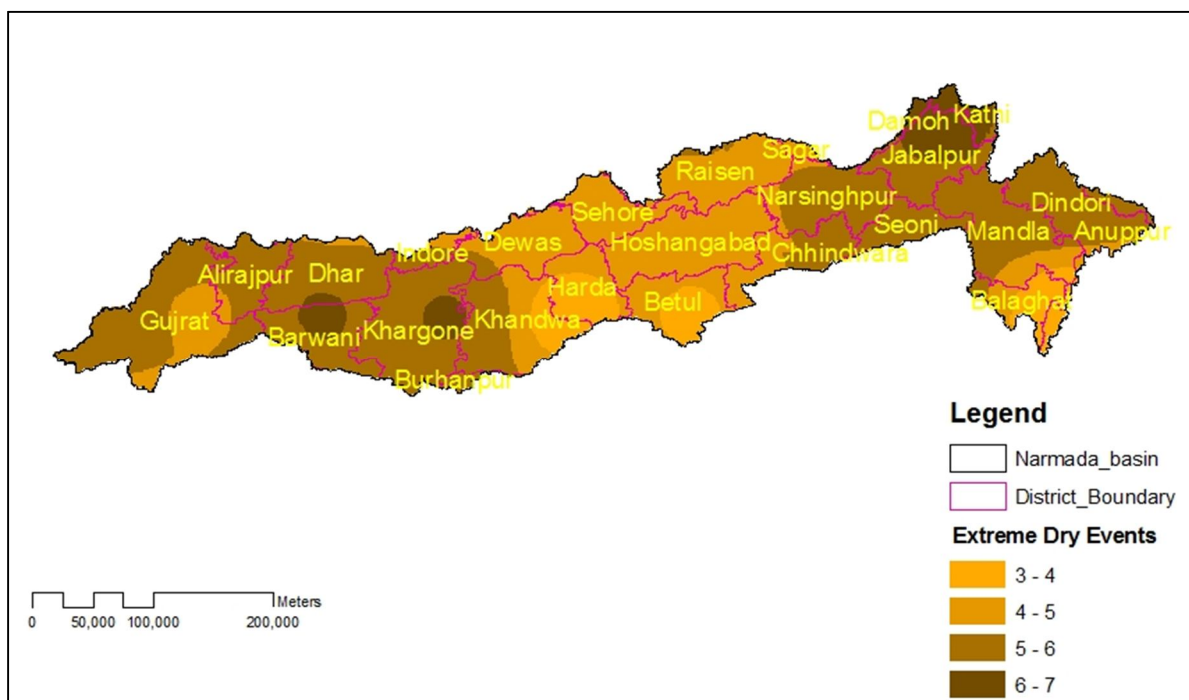 Damoh
Kathi
Sagar
Jabalpur
Raisen
Narsinghpur
Dindori
Sehore
Seoni
Mandla
Anuppur
Indore
Dewas
Hoshangabad
Chhindwara
Alirajpur
Dhar
Harda
Betul
Balaghat
Gujrat
Barwani
Khargone
Khandwa
Burhanpur
Legend
Narmada_basin
District_Boundary
Extreme Dry Events
3 - 4
4 - 5
5 - 6
6 - 7
Meters
0 50,000 100,000 200,000